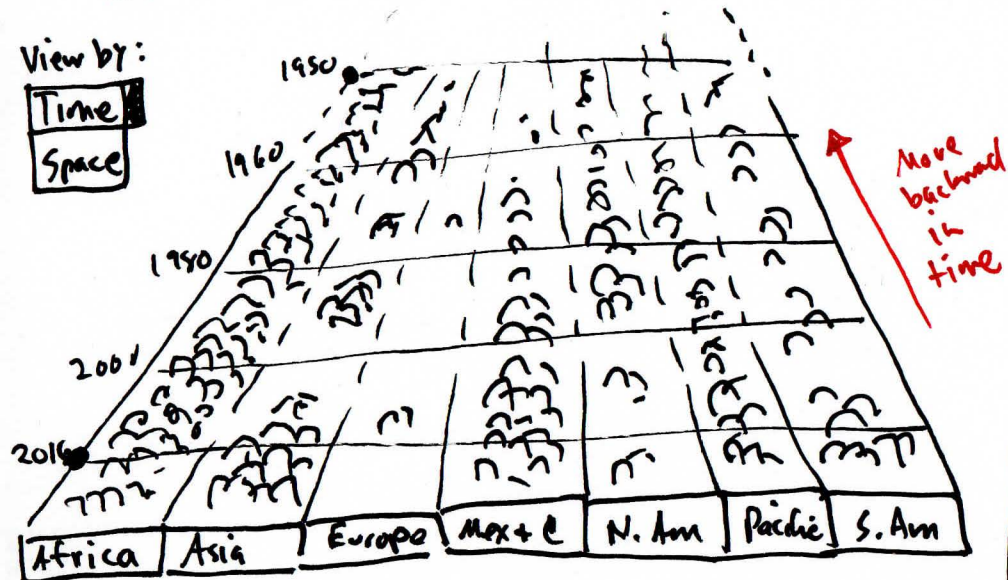 View by:
Time
Space
1950
1960
1980
2001
2016
Move
backward
in
time
Africa
Asia
Europe
Mex + C
N. Am
Pacific
S. Am